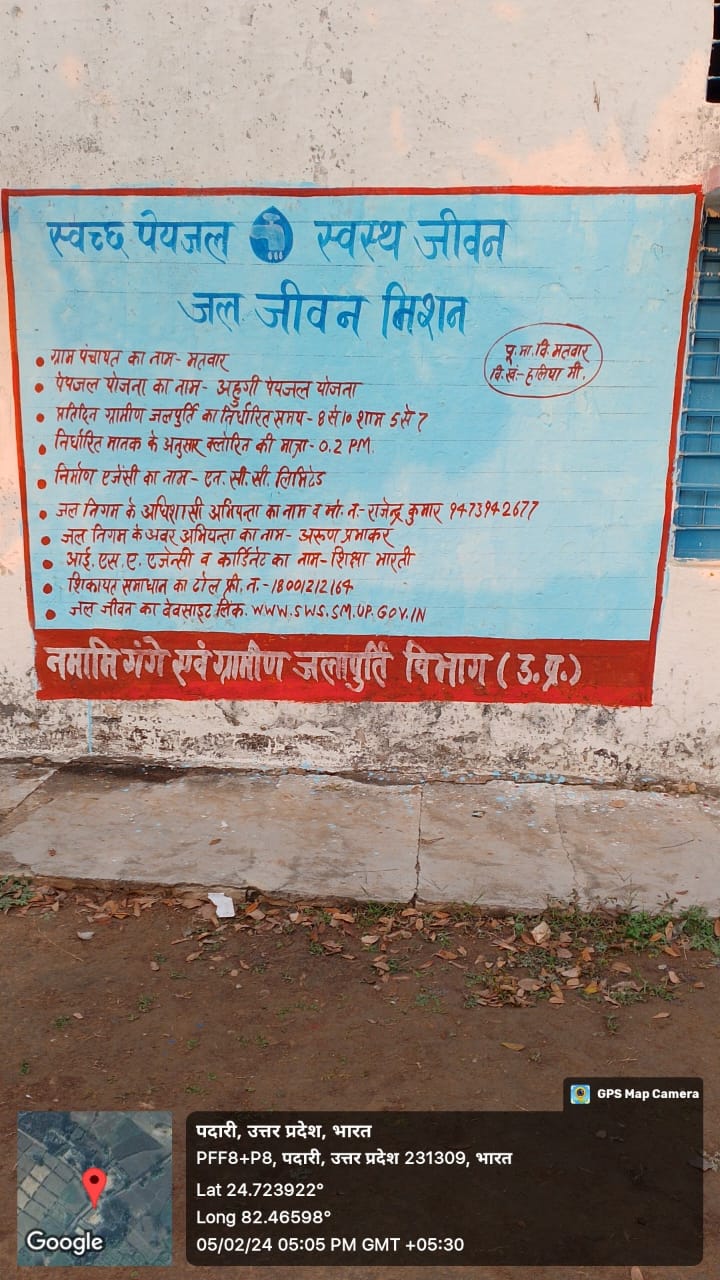 स्वच्छ पेयजल स्वस्थ जीवन
जल जीवन मिशन
पू. मा. वि. मतवार
वि. खं:- हलिया मी.
• ग्राम पंचायत का नाम- मतवार
• पेयजल योजना का नाम- अहुगी पेयजल योजना
• प्रतिदिन ग्रामीण जलपुर्ति का निर्धारित समय- 8 से 10 शाम 5 से 7
• निर्धारित मानक के अनुसार क्लोरिन की मात्रा- 0.2 PM.
• निर्माण एजेंसी का नाम- एन. सी. सी. लिमिटेड
• जल निगम के अधिशासी अभियन्ता का नाम व मो. न:- राजेन्द्र कुमार 9473942677
• जल निगम के अवर अभियन्ता का नाम- अरूण प्रभाकर
• आई. एस. ए. एजेन्सी व कार्डिनेट का नाम- शिक्षा भारती
• शिकायत समाधान का टोल फ्री. न.- 18001212164
• जल जीवन का वेवसाइट लिंक. WWW.SWS.SM.UP.GOV.IN
नमामि गंगे एवं ग्रामीण जलापुर्ति विभाग (उ.प्र.)
GPS Map Camera
पदारी, उत्तर प्रदेश, भारत
PFF8+P8, पदारी, उत्तर प्रदेश 231309, भारत
Lat 24.723922°
Long 82.46598°
05/02/24 05:05 PM GMT +05:30
Google